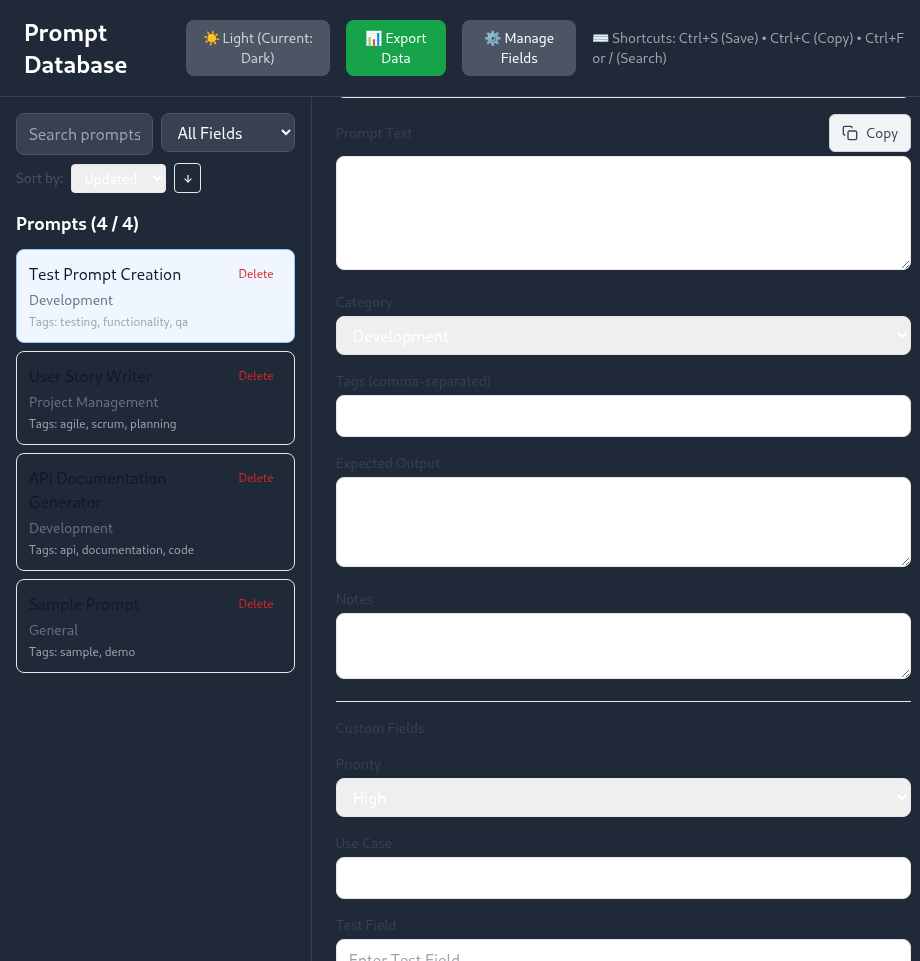 Prompt
Database
☀️ Light (Current:
Dark)
📊 Export
Data
⚙️ Manage
Fields
⌨️ Shortcuts: Ctrl+S (Save) • Ctrl+C (Copy) • Ctrl+F
or / (Search)
Search prompts
All Fields
Sort by:
Updated
↓
Prompts (4 / 4)
Test Prompt Creation
Delete
Development
Tags: testing, functionality, qa
User Story Writer
Delete
Project Management
Tags: agile, scrum, planning
API Documentation
Generator
Delete
Development
Tags: api, documentation, code
Sample Prompt
Delete
General
Tags: sample, demo
Prompt Text
Copy
Category
Development
Tags (comma-separated)
Expected Output
Notes
Custom Fields
Priority
High
Use Case
Test Field
Enter Test Field